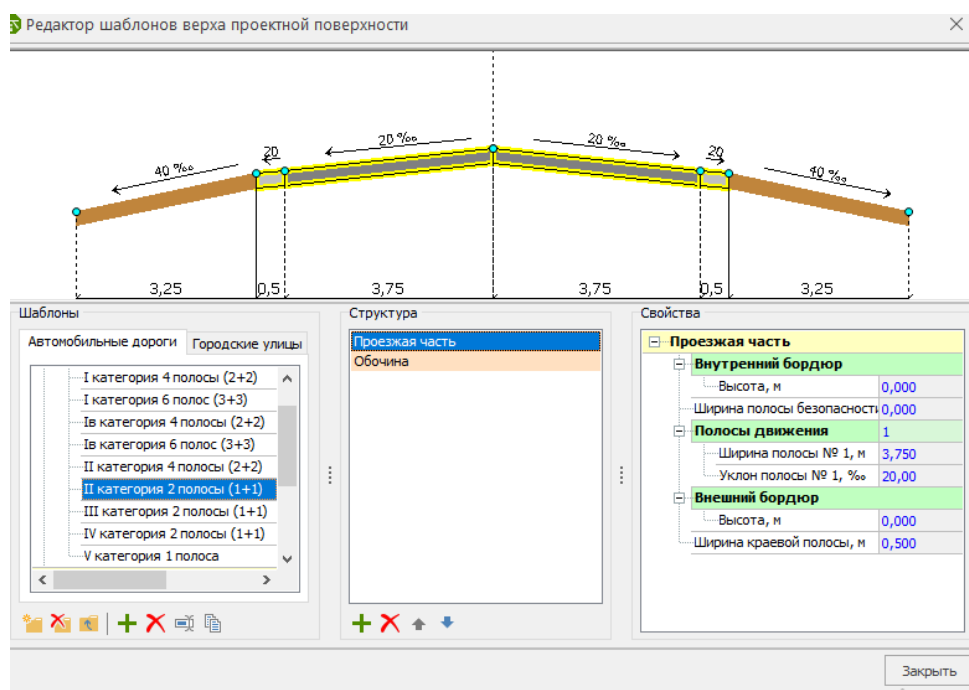 Редактор шаблонов верха проектной поверхности
40 ‰
20
20 ‰
20 ‰
20
40 ‰
3,25
0,5
3,75
3,75
0,5
3,25
Шаблоны
Автомобильные дороги
Городские улицы
I категория 4 полосы (2+2)
I категория 6 полос (3+3)
Iв категория 4 полосы (2+2)
Iв категория 6 полос (3+3)
II категория 4 полосы (2+2)
II категория 2 полосы (1+1)
III категория 2 полосы (1+1)
IV категория 2 полосы (1+1)
V категория 1 полоса
Структура
Проезжая часть
Обочина
Свойства
Проезжая часть
Внутренний бордюр
Высота, м 0,000
Ширина полосы безопасности 0,000
Полосы движения 1
Ширина полосы № 1, м 3,750
Уклон полосы № 1, ‰ 20,00
Внешний бордюр
Высота, м 0,000
Ширина краевой полосы, м 0,500
Закрыть